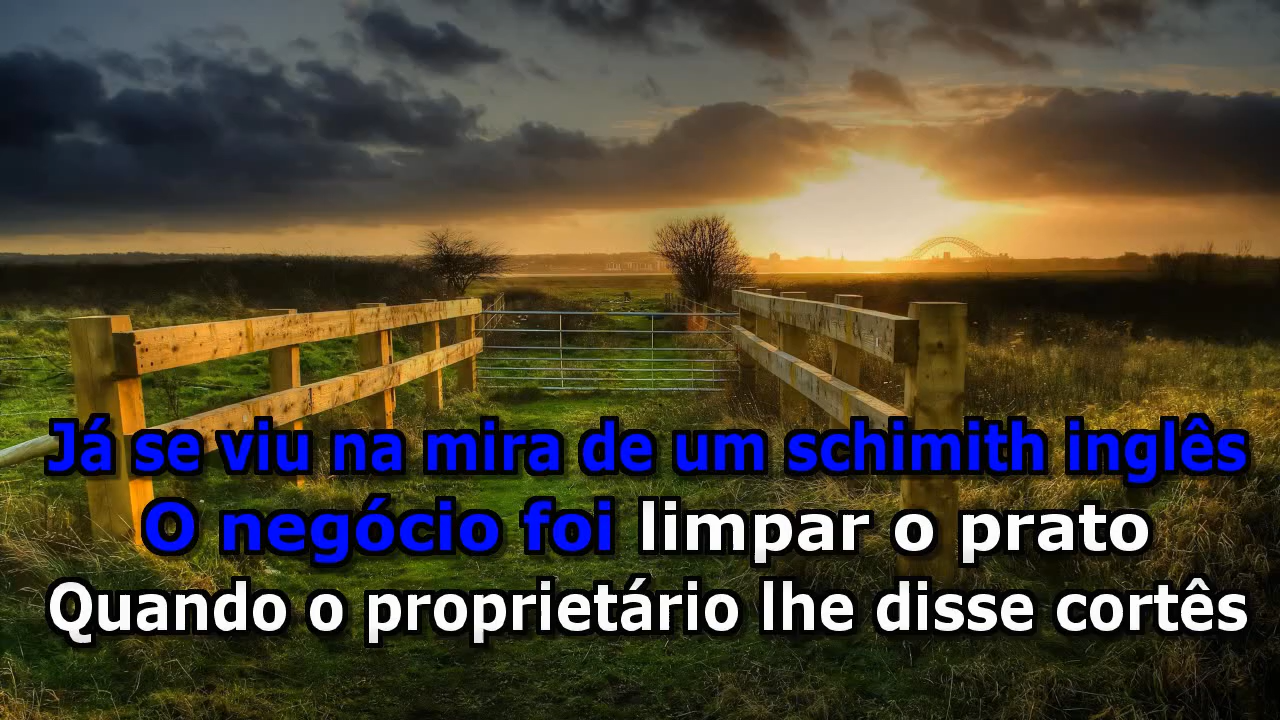 Já se viu na mira de um schimith inglês
O negócio foi limpar o prato
Quando o proprietário lhe disse cortês